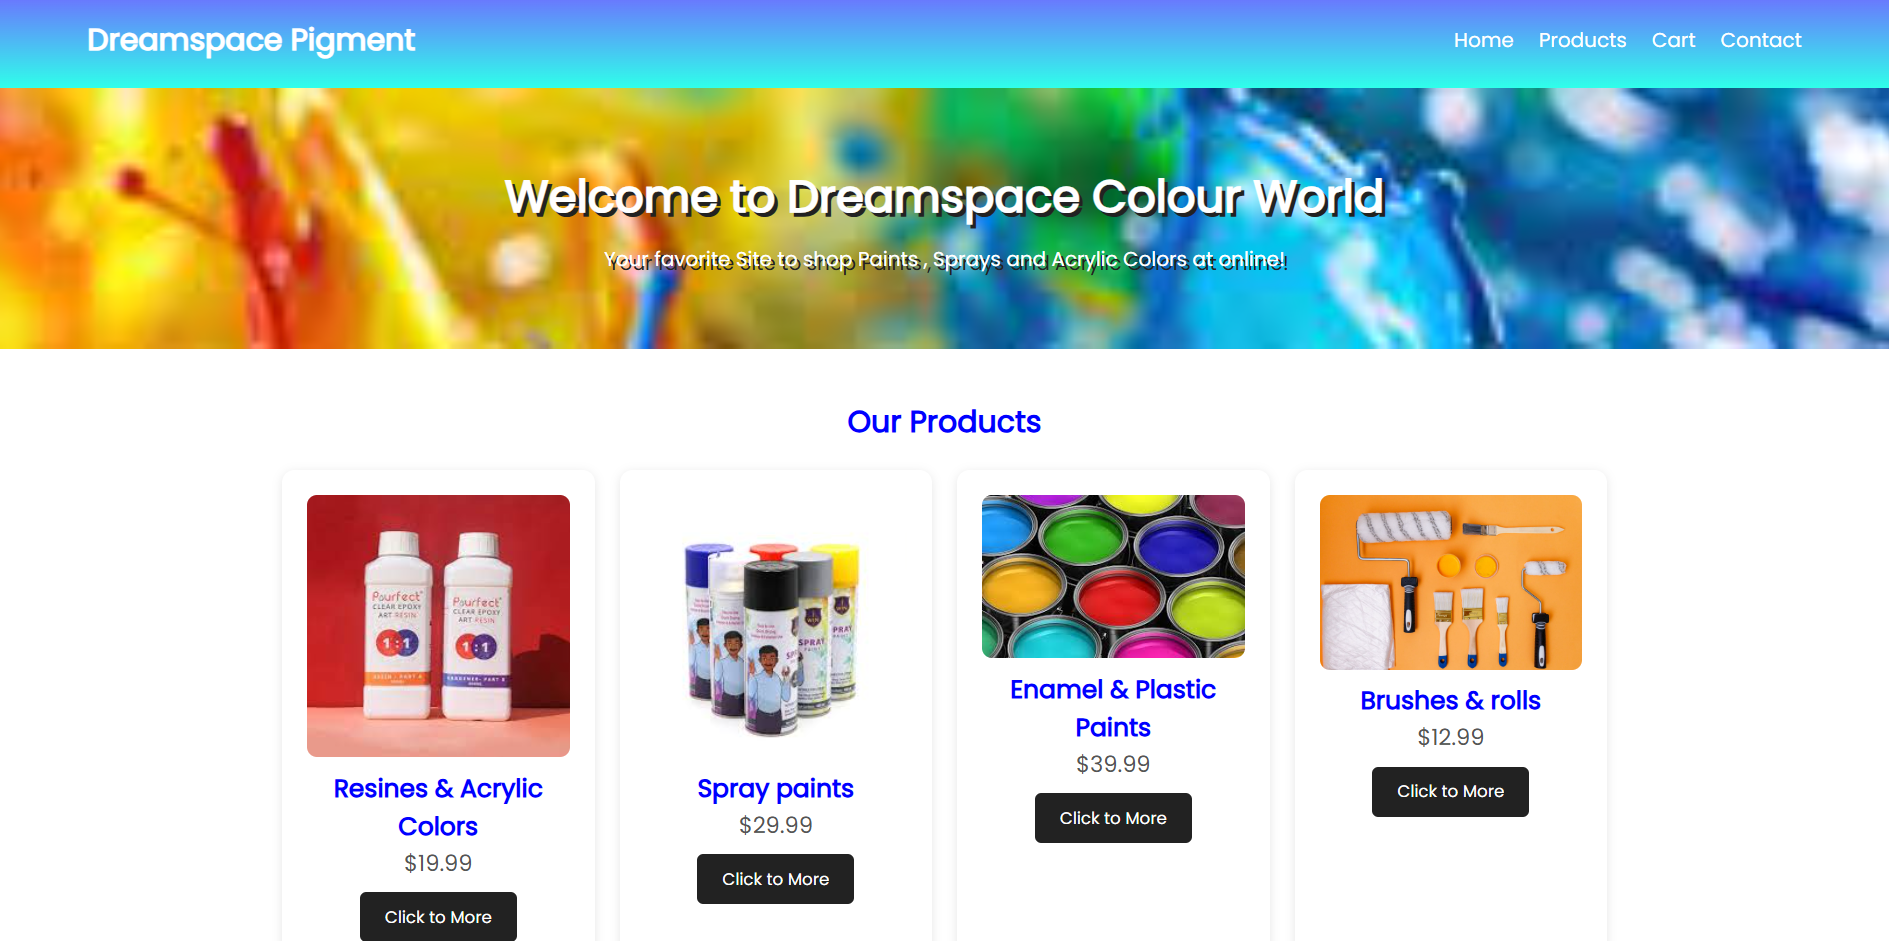 Dreamspace Pigment
Home Products Cart Contact
Welcome to Dreamspace Colour World
Your favorite Site to shop Paints , Sprays and Acrylic Colors at online!
Our Products
Pourfect
CLEAR EPOXY
ART RESIN
1:1
Pourfect
CLEAR EPOXY
ART RESIN
1:1
SPRAY
PAINT
Resines & Acrylic
Colors
$19.99
Click to More
Spray paints
$29.99
Click to More
Enamel & Plastic
Paints
$39.99
Click to More
Brushes & rolls
$12.99
Click to More